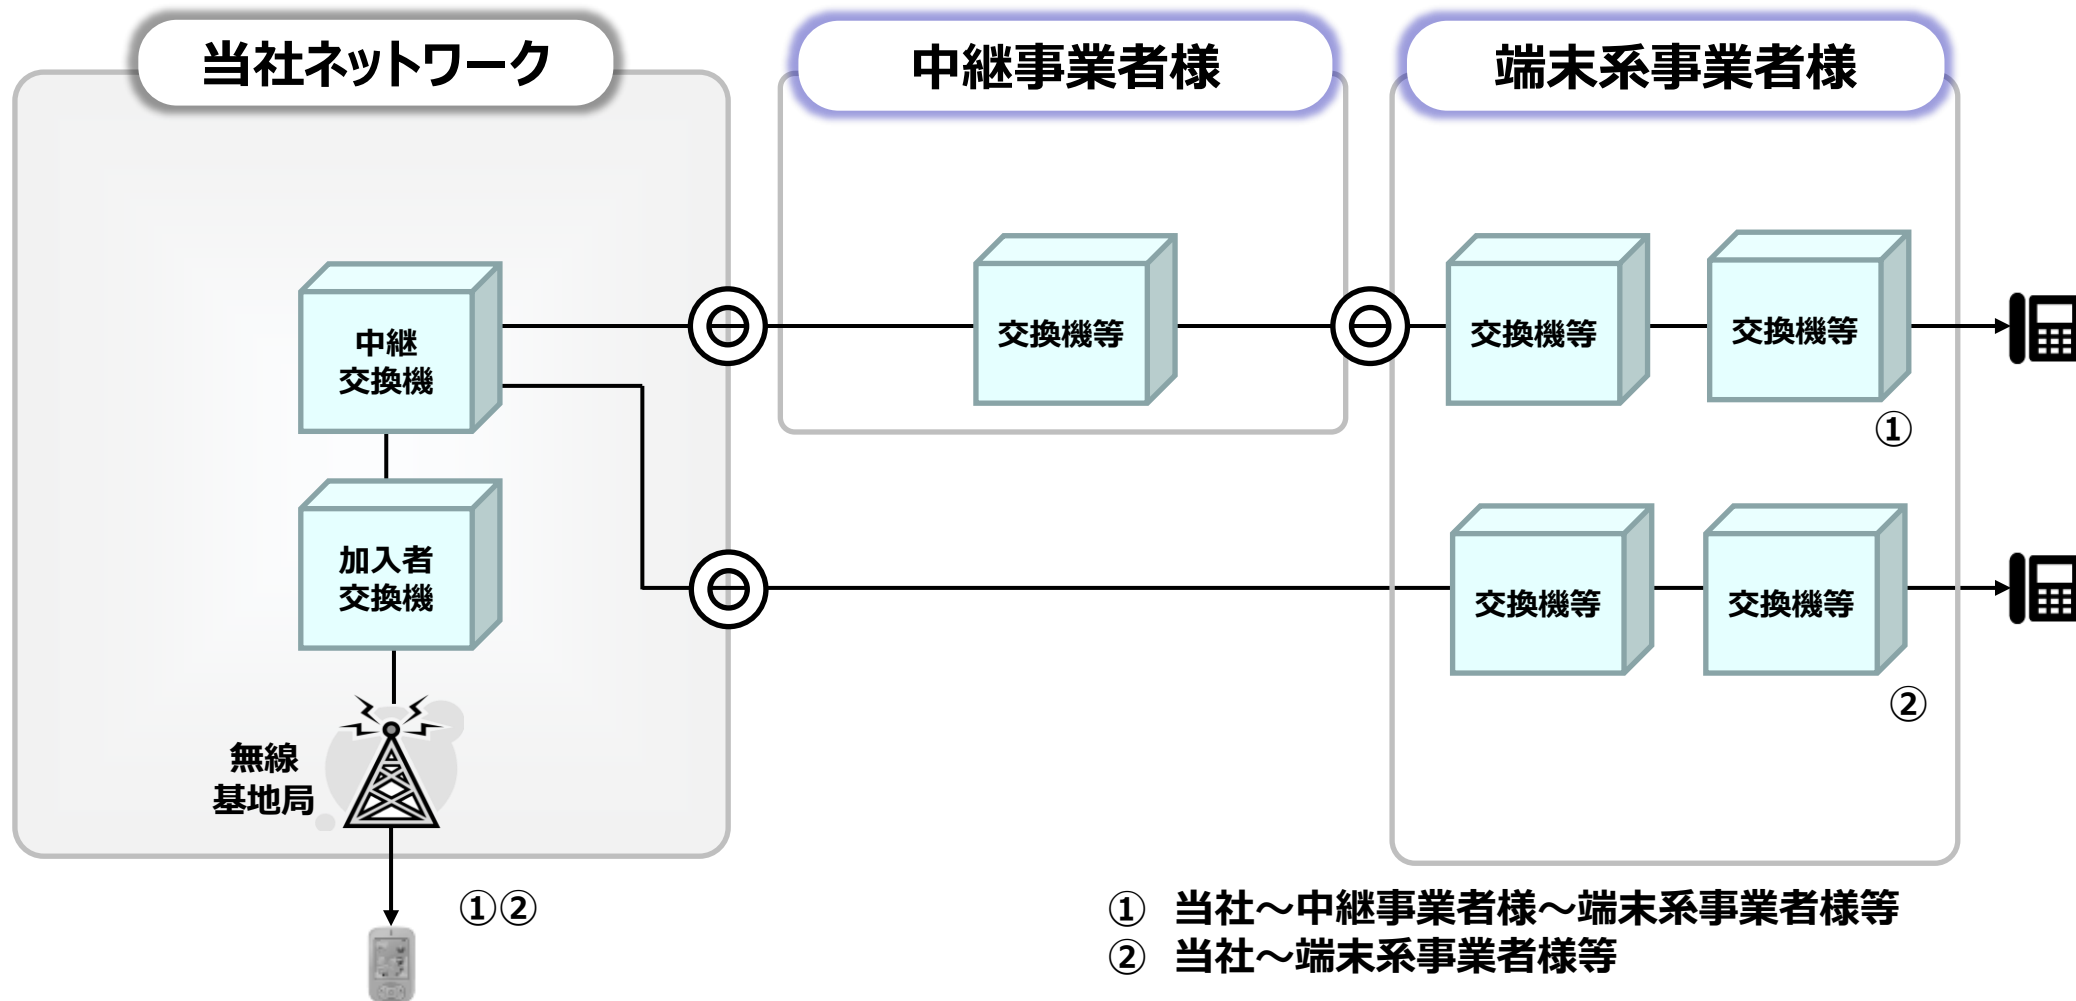 当社ネットワーク
中継事業者様
端末系事業者様
中継
交換機
交換機等
交換機等
交換機等
①
加入者
交換機
交換機等
交換機等
②
無線
基地局
①②
① 当社～中継事業者様～端末系事業者様等
② 当社～端末系事業者様等